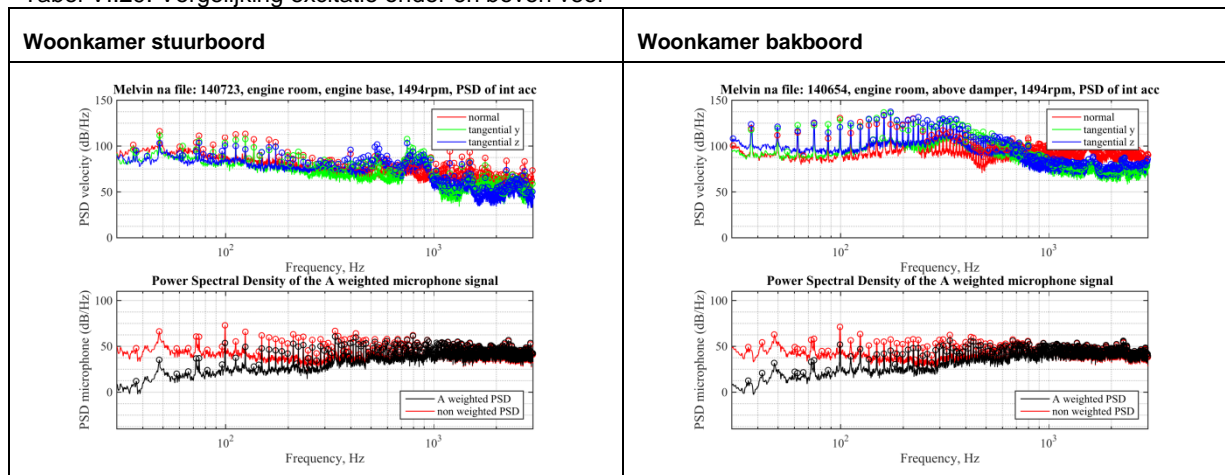 Woonkamer stuurboord
Woonkamer bakboord
Melvin na file: 140723, engine room, engine base, 1494rpm, PSD of int acc
150
100
50
0
PSD velocity (dB/Hz)
normal
tangential y
tangential z
10²
10³
Frequency, Hz
Power Spectral Density of the A weighted microphone signal
100
50
0
PSD microphone (dB/Hz)
A weighted PSD
non weighted PSD
10²
10³
Frequency, Hz
Melvin na file: 140654, engine room, above damper, 1494rpm, PSD of int acc
150
100
50
0
PSD velocity (dB/Hz)
normal
tangential y
tangential z
10²
10³
Frequency, Hz
Power Spectral Density of the A weighted microphone signal
100
50
0
PSD microphone (dB/Hz)
A weighted PSD
non weighted PSD
10²
10³
Frequency, Hz